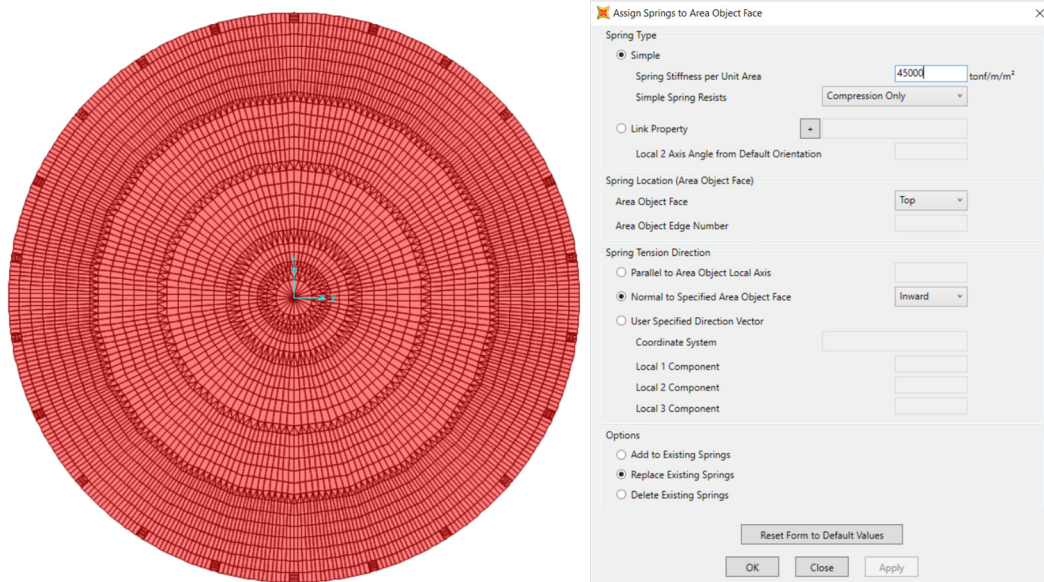 Assign Springs to Area Object Face
Spring Type
Simple
Spring Stiffness per Unit Area 45000 tonf/m/m²
Simple Spring Resists Compression Only
Link Property +
Local 2 Axis Angle from Default Orientation
Spring Location (Area Object Face)
Area Object Face Top
Area Object Edge Number
Spring Tension Direction
Parallel to Area Object Local Axis
Normal to Specified Area Object Face Inward
User Specified Direction Vector
Coordinate System
Local 1 Component
Local 2 Component
Local 3 Component
Options
Add to Existing Springs
Replace Existing Springs
Delete Existing Springs
Reset Form to Default Values
OK Close Apply